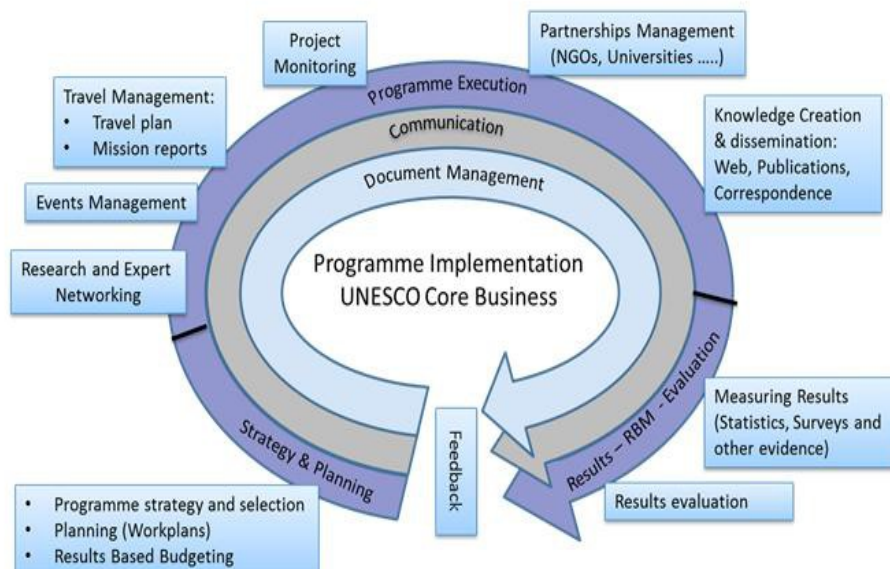 Project
Monitoring
Partnerships Management
(NGOs, Universities .....)
Travel Management:
• Travel plan
• Mission reports
Programme Execution
Communication
Document Management
Knowledge Creation
& dissemination:
Web, Publications,
Correspondence
Events Management
Research and Expert
Networking
Programme Implementation
UNESCO Core Business
Strategy & Planning
Feedback
Results – RBM - Evaluation
Measuring Results
(Statistics, Surveys and
other evidence)
Results evaluation
• Programme strategy and selection
• Planning (Workplans)
• Results Based Budgeting